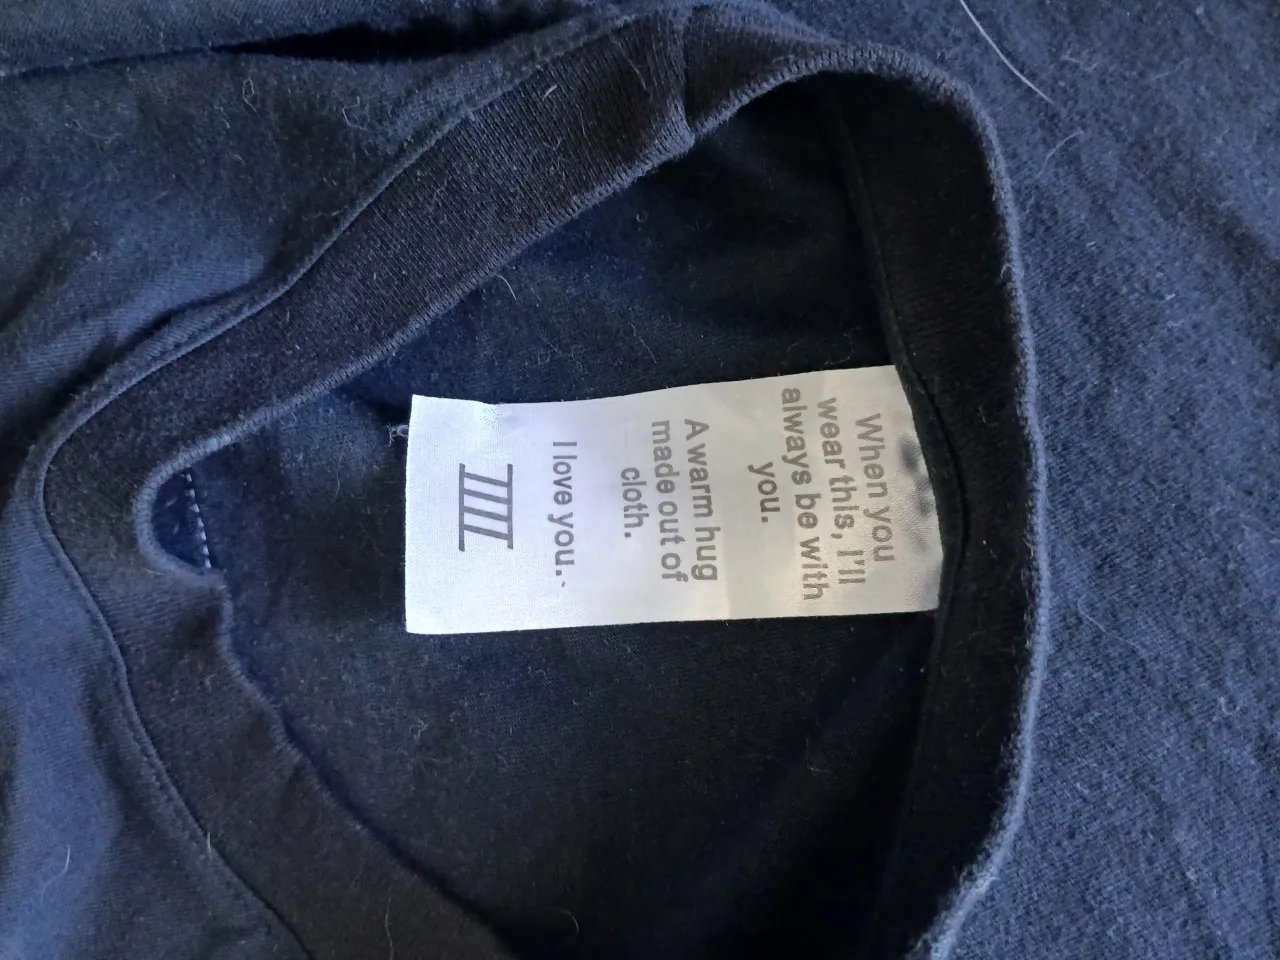 When you
wear this, I'll
always be with
you.
A warm hug
made out of
cloth.
I love you.